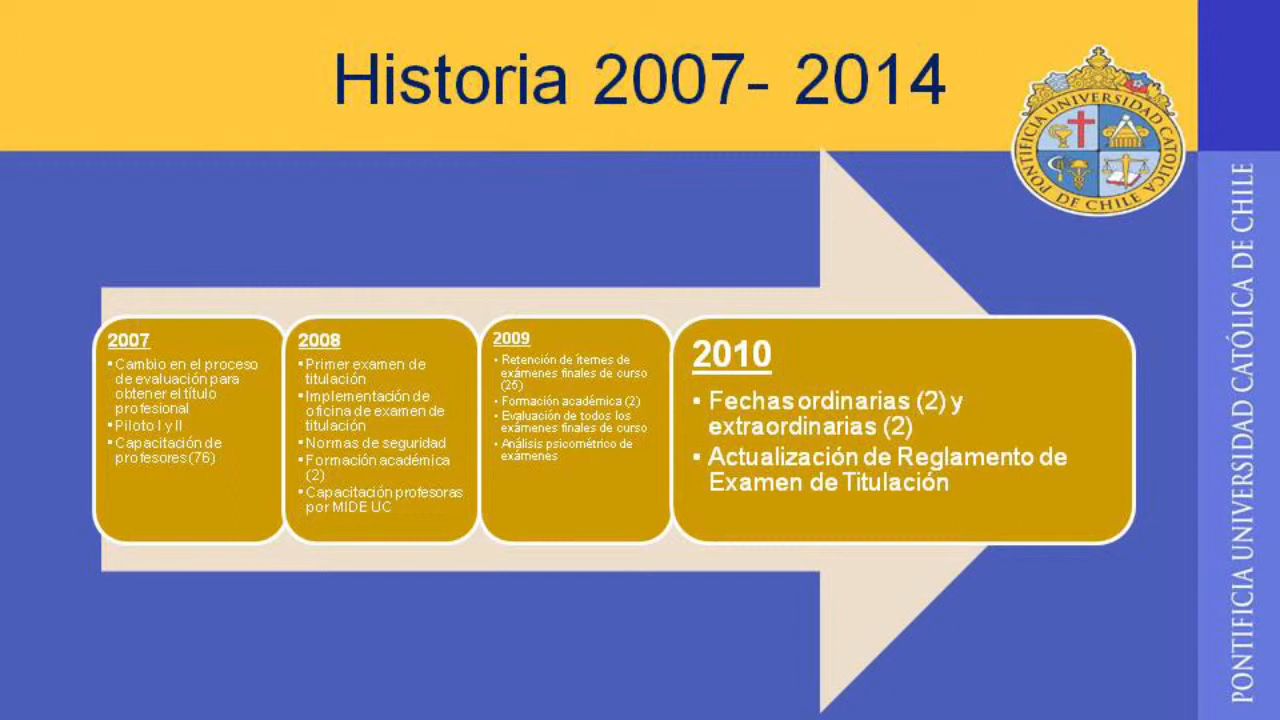 Historia 2007- 2014
PONTIFICIA UNIVERSIDAD CATOLICA
DE CHILE
PONTIFICIA UNIVERSIDAD CATÓLICA DE CHILE
2007
▪Cambio en el proceso
de evaluación para
obtener el título
profesional
▪Piloto I y II
▪Capacitación de
profesores (76)
2008
▪Primer examen de
titulación
▪Implementación de
oficina de examen de
titulación
▪Normas de seguridad
▪Formación académica
(2)
▪Capacitación profesoras
por MIDE UC
2009
• Retención de ítemes de
exámenes finales de curso
(25)
• Formación académica (2)
• Evaluación de todos los
exámenes finales de curso
• Análisis psicométrico de
exámenes
2010
▪ Fechas ordinarias (2) y
extraordinarias (2)
▪ Actualización de Reglamento de
Examen de Titulación